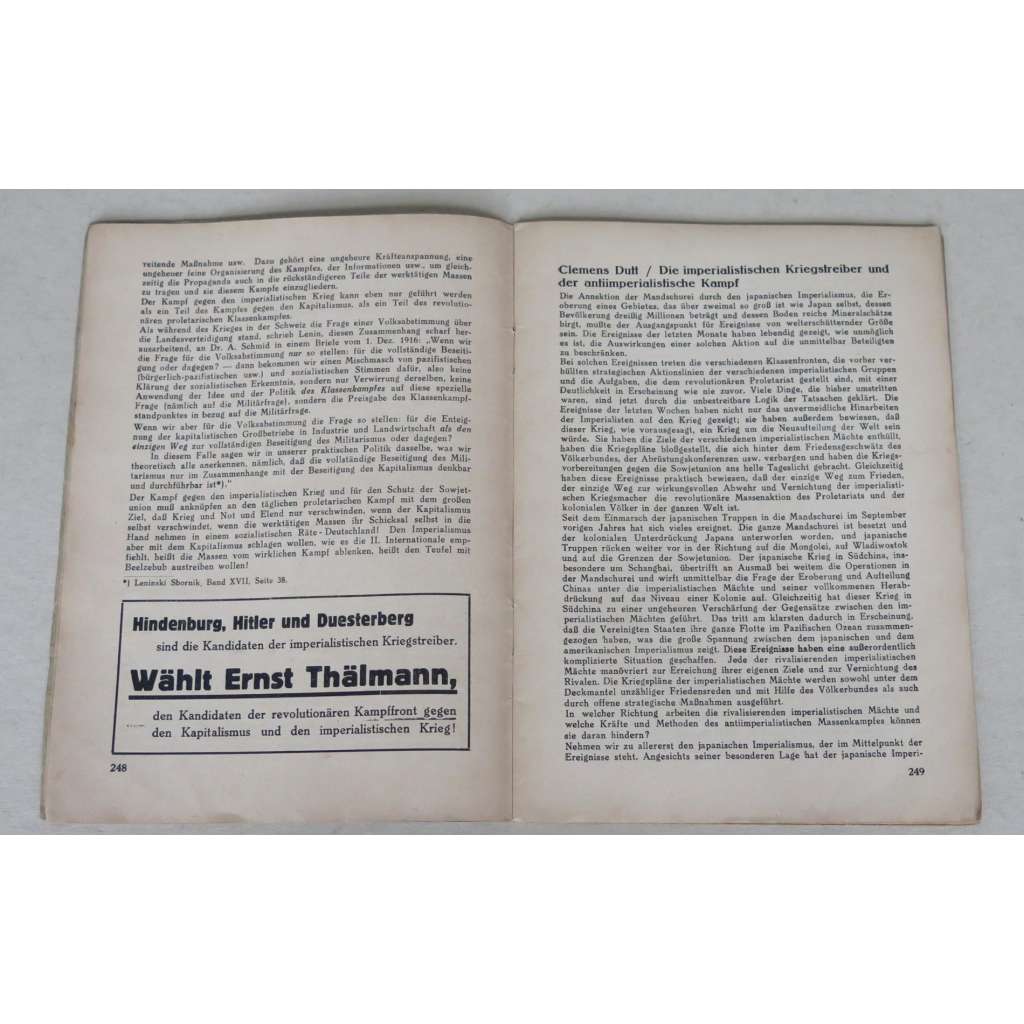 reitende Maßnahme usw. Dazu gehört eine ungeheure Kräfteanspannung, eine
ungeheuer feine Organisierung des Kampfes, der Informationen usw., um gleich-
zeitig die Propaganda auch in die rückständigeren Teile der werktätigen Massen
zu tragen und sie diesem Kampfe einzugliedern.
Der Kampf gegen den imperialistischen Krieg kann eben nur geführt werden
als ein Teil des Kampfes gegen den Kapitalismus, als ein Teil des revolutio-
nären proletarischen Klassenkampfes.
Als während des Krieges in der Schweiz die Frage einer Volksabstimmung über
die Landesverteidigung stand, schrieb Lenin, diesen Zusammenhang scharf her-
ausarbeitend, an Dr. A. Schmid in einem Briefe vom 1. Dez. 1916: „Wenn wir
die Frage für die Volksabstimmung nur so stellen: für die vollständige Beseiti-
gung oder dagegen? — dann bekommen wir einen Mischmasch von pazifistischen
(bürgerlich-pazifistischen usw.) und sozialistischen Stimmen dafür, also keine
Klärung der sozialistischen Erkenntnis, sondern nur Verwirrung derselben, keine
Anwendung der Idee und der Politik des Klassenkampfes auf diese spezielle
Frage (nämlich auf die Militärfrage), sondern die Preisgabe des Klassenkampf-
standpunktes in bezug auf die Militärfrage.
Wenn wir aber für die Volksabstimmung die Frage so stellen: für die Enteig-
nung der kapitalistischen Großbetriebe in Industrie und Landwirtschaft als den
einzigen Weg zur vollständigen Beseitigung des Militarismus oder dagegen?
In diesem Falle sagen wir in unserer praktischen Politik dasselbe, was wir
theoretisch alle anerkennen, nämlich, daß die vollständige Beseitigung des Mili-
tarismus nur im Zusammenhange mit der Beseitigung des Kapitalismus denkbar
und durchführbar ist*)."
Der Kampf gegen den imperialistischen Krieg und für den Schutz der Sowjet-
union muß anknüpfen an den täglichen proletarischen Kampf mit dem großen
Ziel, daß Krieg und Not und Elend nur verschwinden, wenn der Kapitalismus
selbst verschwindet, wenn die werktätigen Massen ihr Schicksal selbst in die
Hand nehmen in einem sozialistischen Räte-Deutschland! Den Imperialismus
aber mit dem Kapitalismus schlagen wollen, wie es die II. Internationale emp-
fiehlt, heißt die Massen vom wirklichen Kampf ablenken, heißt den Teufel mit
Beelzebub austreiben wollen!
*) Leninski Sbornik, Band XVII, Seite 38.
Hindenburg, Hitler und Duesterberg
sind die Kandidaten der imperialistischen Kriegstreiber.
Wählt Ernst Thälmann,
den Kandidaten der revolutionären Kampffront gegen
den Kapitalismus und den imperialistischen Krieg!
248
Clemens Dutt / Die imperialistischen Kriegstreiber und
der antiimperialistische Kampf
Die Annektion der Mandschurei durch den japanischen Imperialismus, die Er-
oberung eines Gebietes, das über zweimal so groß ist wie Japan selbst, dessen
Bevölkerung dreißig Millionen beträgt und dessen Boden reiche Mineralschätze
birgt, mußte der Ausgangspunkt für Ereignisse von welterschütternder Größe
sein. Die Ereignisse der letzten Monate haben lebendig gezeigt, wie unmöglich
es ist, die Auswirkungen einer solchen Aktion auf die unmittelbar Beteiligten
zu beschränken.
Bei solchen Ereignissen treten die verschiedenen Klassenfronten, die vorher ver-
hüllten strategischen Aktionslinien der verschiedenen imperialistischen Gruppen
und die Aufgaben, die dem revolutionären Proletariat gestellt sind, mit einer
Deutlichkeit in Erscheinung wie nie zuvor. Viele Dinge, die bisher umstritten
waren, sind jetzt durch die unbestreitbare Logik der Tatsachen geklärt. Die
Ereignisse der letzten Wochen haben nicht nur das unvermeidliche Hinarbeiten
der Imperialisten auf den Krieg gezeigt; sie haben außerdem bewiesen, daß
dieser Krieg, wie vorausgesagt, ein Krieg um die Neuaufteilung der Welt sein
würde. Sie haben die Ziele der verschiedenen imperialistischen Mächte enthüllt,
haben die Kriegspläne bloßgestellt, die sich hinter dem Friedensgeschwätz des
Völkerbundes, der Abrüstungskonferenzen usw. verbargen und haben die Kriegs-
vorbereitungen gegen die Sowjetunion ans helle Tageslicht gebracht. Gleichzeitig
haben diese Ereignisse praktisch bewiesen, daß der einzige Weg zum Frieden,
der einzige Weg zur wirkungsvollen Abwehr und Vernichtung der imperialisti-
schen Kriegsmacher die revolutionäre Massenaktion des Proletariats und der
kolonialen Völker in der ganzen Welt ist.
Seit dem Einmarsch der japanischen Truppen in die Mandschurei im September
vorigen Jahres hat sich vieles ereignet. Die ganze Mandschurei ist besetzt und
der kolonialen Unterdrückung Japans unterworfen worden, und japanische
Truppen rücken weiter vor in der Richtung auf die Mongolei, auf Wladiwostok
und auf die Grenzen der Sowjetunion. Der japanische Krieg in Südchina, ins-
besondere um Schanghai, übertrifft an Ausmaß bei weitem die Operationen in
der Mandschurei und wirft unmittelbar die Frage der Eroberung und Aufteilung
Chinas unter die imperialistischen Mächte und seiner vollkommenen Herab-
drückung auf das Niveau einer Kolonie auf. Gleichzeitig hat dieser Krieg in
Südchina zu einer ungeheuren Verschärfung der Gegensätze zwischen den im-
perialistischen Mächten geführt. Das tritt am klarsten dadurch in Erscheinung,
daß die Vereinigten Staaten ihre ganze Flotte im Pazifischen Ozean zusammen-
gezogen haben, was die große Spannung zwischen dem japanischen und dem
amerikanischen Imperialismus zeigt. Diese Ereignisse haben eine außerordentlich
komplizierte Situation geschaffen. Jede der rivalisierenden imperialistischen
Mächte manövriert zur Erreichung ihrer eigenen Ziele und zur Vernichtung des
Rivalen. Die Kriegspläne der imperialistischen Mächte werden sowohl unter dem
Deckmantel unzähliger Friedensreden und mit Hilfe des Völkerbundes als auch
durch offene strategische Maßnahmen ausgeführt.
In welcher Richtung arbeiten die rivalisierenden imperialistischen Mächte und
welche Kräfte und Methoden des antiimperialistischen Massenkampfes können
sie daran hindern?
Nehmen wir zu allererst den japanischen Imperialismus, der im Mittelpunkt der
Ereignisse steht. Angesichts seiner besonderen Lage hat der japanische Imperi-
249